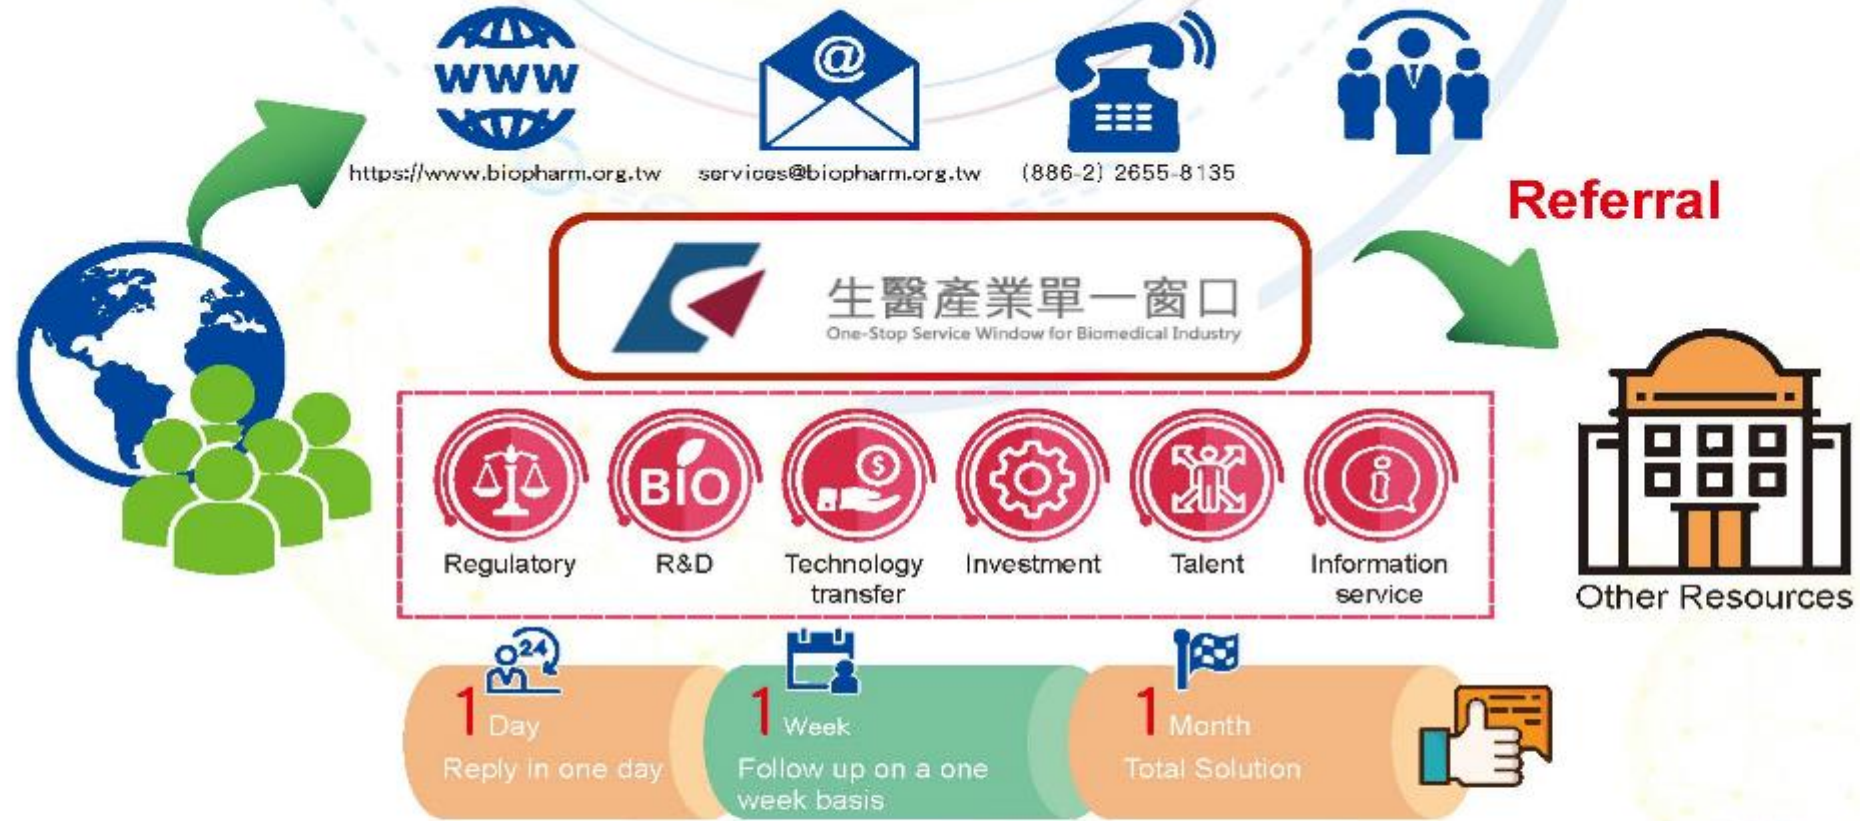 WWW
@
https://www.biopharm.org.tw
services@biopharm.org.tw
(886-2) 2655-8135
Referral
生醫產業單一窗口
One-Stop Service Window for Biomedical Industry
BIO
$
i
Regulatory
R&D
Technology
transfer
Investment
Talent
Information
service
Other Resources
24
1 Day
Reply in one day
1 Week
Follow up on a one
week basis
1 Month
Total Solution